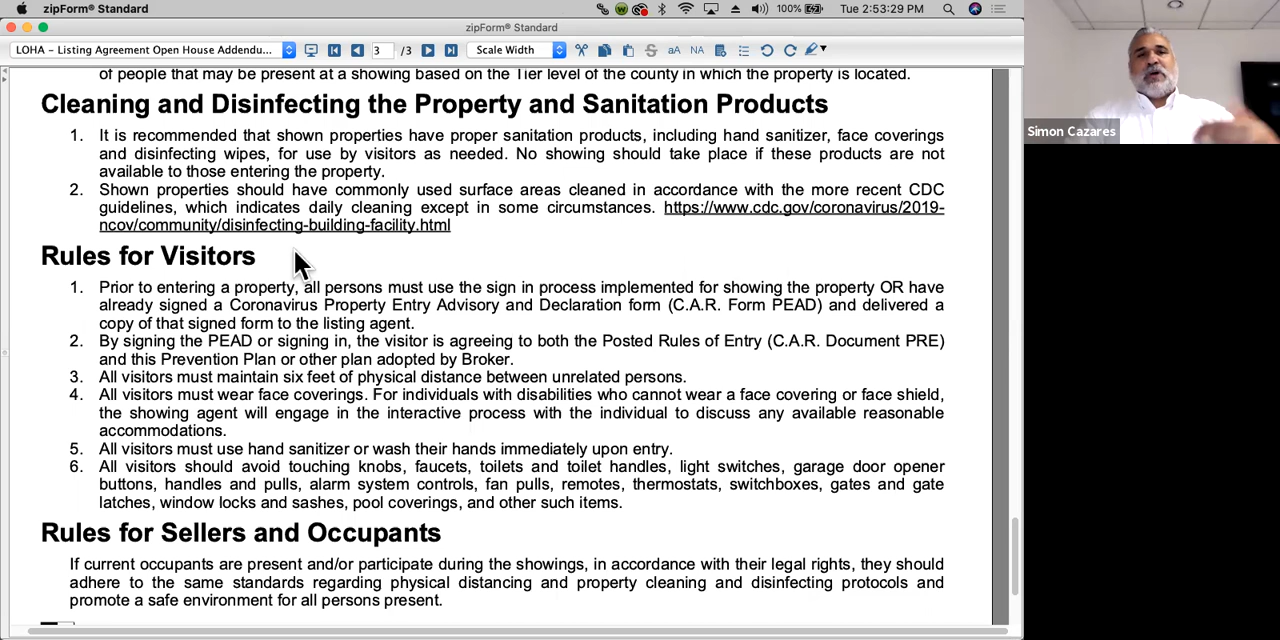 zipForm® Standard
100%
Tue 2:53:29 PM
zipForm® Standard
LOHA - Listing Agreement Open House Addendu...
3 /3
Scale Width
aA NA
of people that may be present at a showing based on the Tier level of the county in which the property is located.
Cleaning and Disinfecting the Property and Sanitation Products
1. It is recommended that shown properties have proper sanitation products, including hand sanitizer, face coverings
and disinfecting wipes, for use by visitors as needed. No showing should take place if these products are not
available to those entering the property.
2. Shown properties should have commonly used surface areas cleaned in accordance with the more recent CDC
guidelines, which indicates daily cleaning except in some circumstances. https://www.cdc.gov/coronavirus/2019-
ncov/community/disinfecting-building-facility.html
Rules for Visitors
1. Prior to entering a property, all persons must use the sign in process implemented for showing the property OR have
already signed a Coronavirus Property Entry Advisory and Declaration form (C.A.R. Form PEAD) and delivered a
copy of that signed form to the listing agent.
2. By signing the PEAD or signing in, the visitor is agreeing to both the Posted Rules of Entry (C.A.R. Document PRE)
and this Prevention Plan or other plan adopted by Broker.
3. All visitors must maintain six feet of physical distance between unrelated persons.
4. All visitors must wear face coverings. For individuals with disabilities who cannot wear a face covering or face shield,
the showing agent will engage in the interactive process with the individual to discuss any available reasonable
accommodations.
5. All visitors must use hand sanitizer or wash their hands immediately upon entry.
6. All visitors should avoid touching knobs, faucets, toilets and toilet handles, light switches, garage door opener
buttons, handles and pulls, alarm system controls, fan pulls, remotes, thermostats, switchboxes, gates and gate
latches, window locks and sashes, pool coverings, and other such items.
Rules for Sellers and Occupants
If current occupants are present and/or participate during the showings, in accordance with their legal rights, they should
adhere to the same standards regarding physical distancing and property cleaning and disinfecting protocols and
promote a safe environment for all persons present.
Simon Cazares